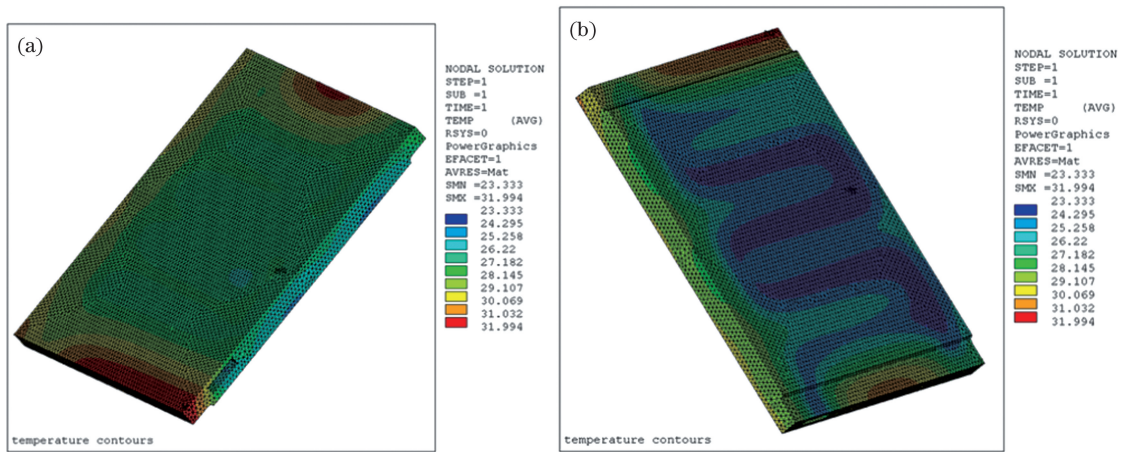 (a)
NODAL SOLUTION
STEP=1
SUB =1
TIME=1
TEMP (AVG)
RSYS=0
PowerGraphics
EFACET=1
AVRES=Mat
SMN =23.333
SMX =31.994
23.333
24.295
25.258
26.22
27.182
28.145
29.107
30.069
31.032
31.994
temperature contours
(b)
NODAL SOLUTION
STEP=1
SUB =1
TIME=1
TEMP (AVG)
RSYS=0
PowerGraphics
EFACET=1
AVRES=Mat
SMN =23.333
SMX =31.994
23.333
24.295
25.258
26.22
27.182
28.145
29.107
30.069
31.032
31.994
temperature contours